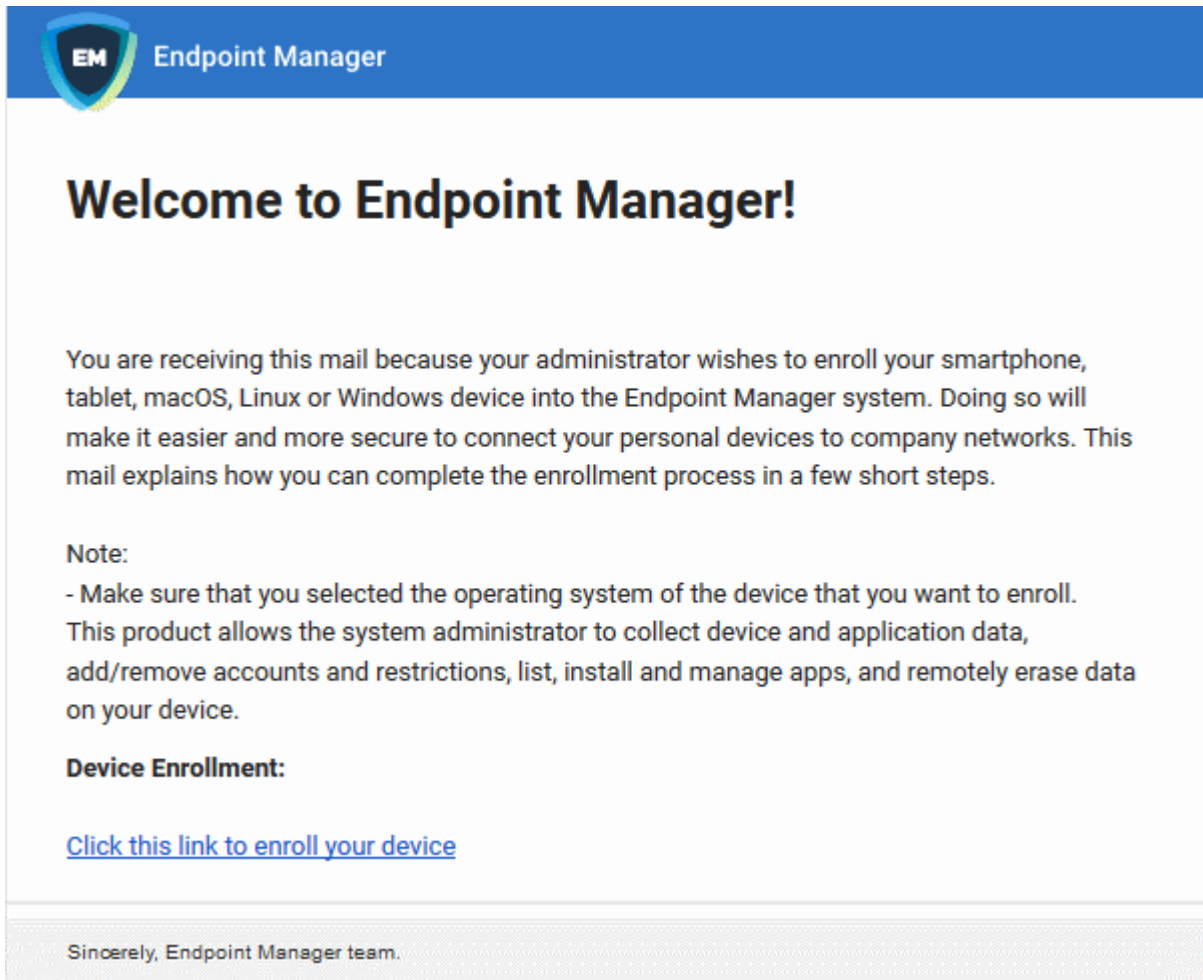 EM
Endpoint Manager
Welcome to Endpoint Manager!
You are receiving this mail because your administrator wishes to enroll your smartphone,
tablet, macOS, Linux or Windows device into the Endpoint Manager system. Doing so will
make it easier and more secure to connect your personal devices to company networks. This
mail explains how you can complete the enrollment process in a few short steps.
Note:
- Make sure that you selected the operating system of the device that you want to enroll.
This product allows the system administrator to collect device and application data,
add/remove accounts and restrictions, list, install and manage apps, and remotely erase data
on your device.
Device Enrollment:
Click this link to enroll your device
Sincerely, Endpoint Manager team.